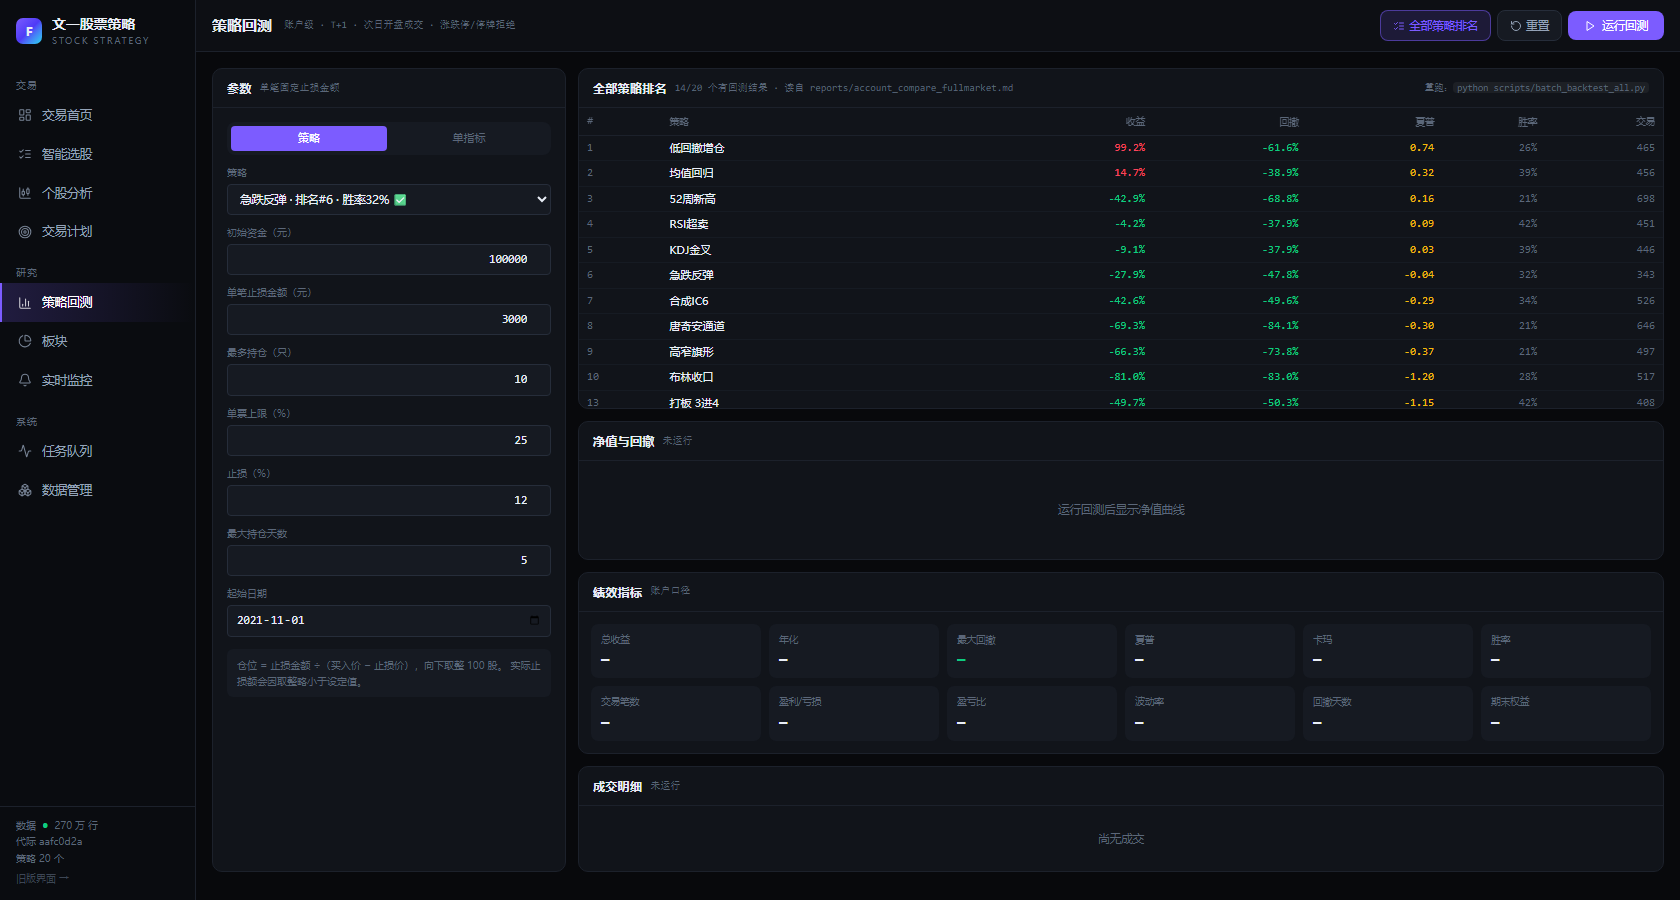 F
文一股票策略
STOCK STRATEGY
交易
交易首页
智能选股
个股分析
交易计划
研究
策略回测
板块
实时监控
系统
任务队列
数据管理
数据 270 万 行
代际 aafc0d2a
策略 20 个
旧版界面 →
策略回测 账户级 · T+1 · 次日开盘成交 · 涨跌停/停牌拒绝
全部策略排名
重置
运行回测
参数 单笔固定止损金额
策略 单指标
策略
急跌反弹 · 排名#6 · 胜率32% ✅
初始资金（元）
100000
单笔止损金额（元）
3000
最多持仓（只）
10
单票上限（%）
25
止损（%）
12
最大持仓天数
5
起始日期
2021-11-01
仓位 = 止损金额 ÷（买入价 − 止损价），向下取整 100 股。 实际止
损额会因取整略小于设定值。
全部策略排名 14/20 个有回测结果 · 读自 reports/account_compare_fullmarket.md
重跑: python scripts/batch_backtest_all.py
# 策略 收益 回撤 夏普 胜率 交易
1 低回撤增仓 99.2% -61.6% 0.74 26% 465
2 均值回归 14.7% -38.9% 0.32 39% 456
3 52周新高 -42.9% -68.8% 0.16 21% 698
4 RSI超卖 -4.2% -37.9% 0.09 42% 451
5 KDJ金叉 -9.1% -37.9% 0.03 39% 446
6 急跌反弹 -27.9% -47.8% -0.04 32% 343
7 合成IC6 -42.6% -49.6% -0.29 34% 526
8 唐奇安通道 -69.3% -84.1% -0.30 21% 646
9 高窄旗形 -66.3% -73.8% -0.37 21% 497
10 布林收口 -81.0% -83.0% -1.20 28% 517
13 打板 3进4 -49.7% -50.3% -1.15 42% 408
净值与回撤 未运行
运行回测后显示净值曲线
绩效指标 账户口径
总收益 年化 最大回撤 夏普 卡玛 胜率
— — — — — —
交易笔数 盈利/亏损 盈亏比 波动率 回撤天数 期末权益
— — — — — —
成交明细 未运行
尚无成交